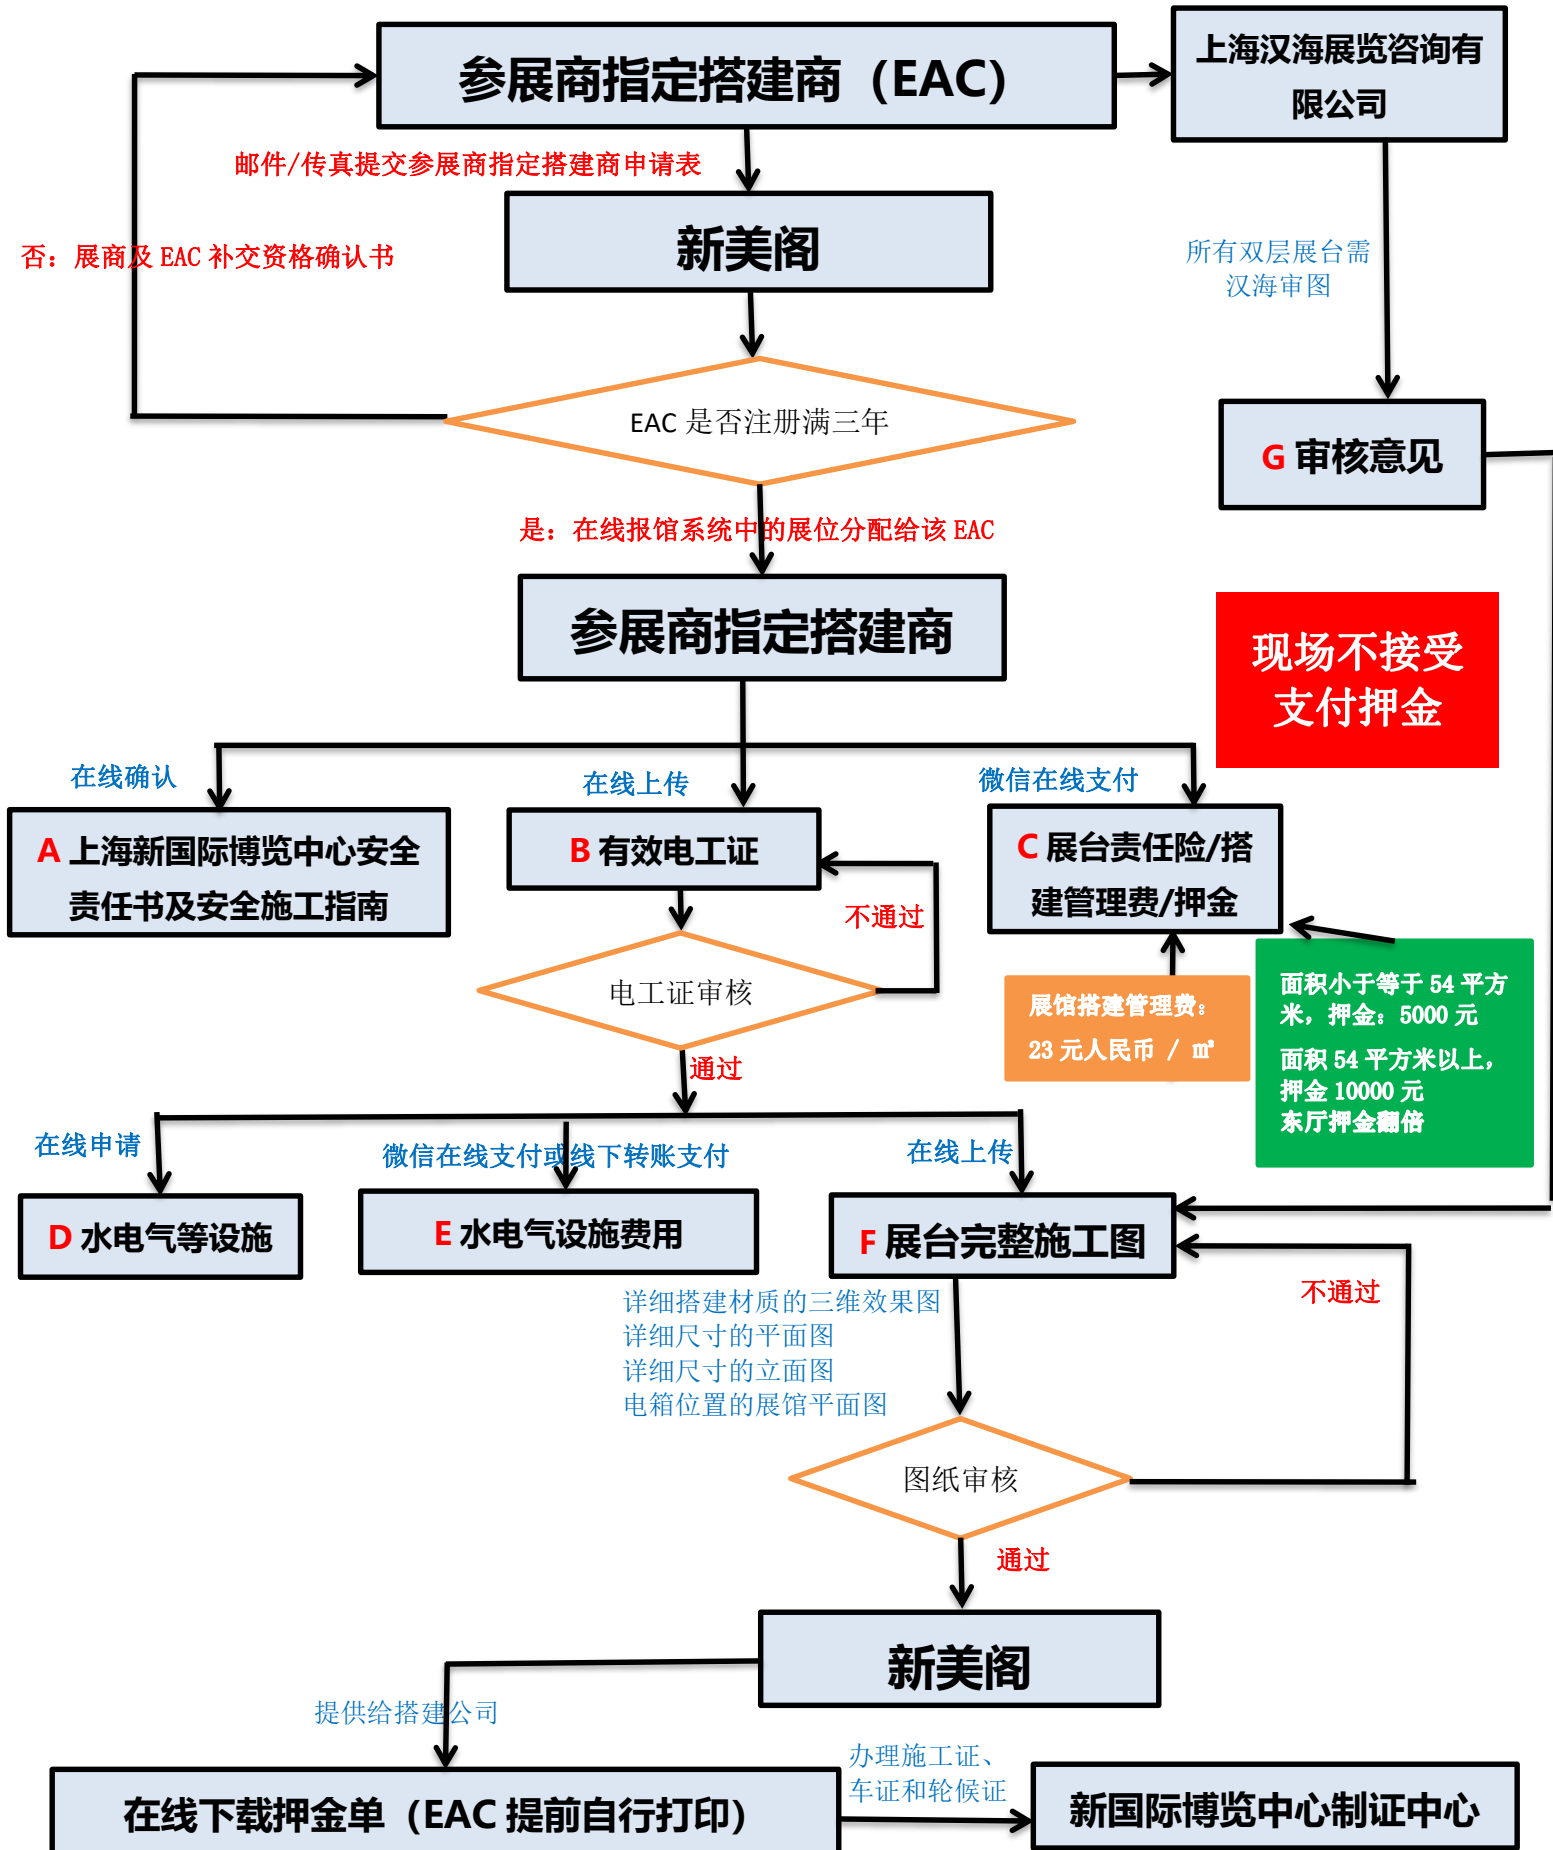 参展商指定搭建商（EAC）
上海汉海展览咨询有
限公司
邮件/传真提交参展商指定搭建商申请表
新美阁
否：展商及 EAC 补交资格确认书
所有双层展台需
汉海审图
EAC 是否注册满三年
G 审核意见
是：在线报馆系统中的展位分配给该 EAC
参展商指定搭建商
现场不接受
支付押金
在线确认
在线上传
微信在线支付
A 上海新国际博览中心安全
责任书及安全施工指南
B 有效电工证
C 展台责任险/搭
建管理费/押金
不通过
电工证审核
展馆搭建管理费：
23 元人民币 / ㎡
面积小于等于 54 平方
米，押金：5000 元
面积 54 平方米以上，
押金 10000 元
东厅押金翻倍
通过
在线申请
微信在线支付或线下转账支付
在线上传
D 水电气等设施
E 水电气设施费用
F 展台完整施工图
详细搭建材质的三维效果图
详细尺寸的平面图
详细尺寸的立面图
电箱位置的展馆平面图
不通过
图纸审核
通过
新美阁
提供给搭建公司
办理施工证、
车证和轮候证
在线下载押金单（EAC 提前自行打印）
新国际博览中心制证中心